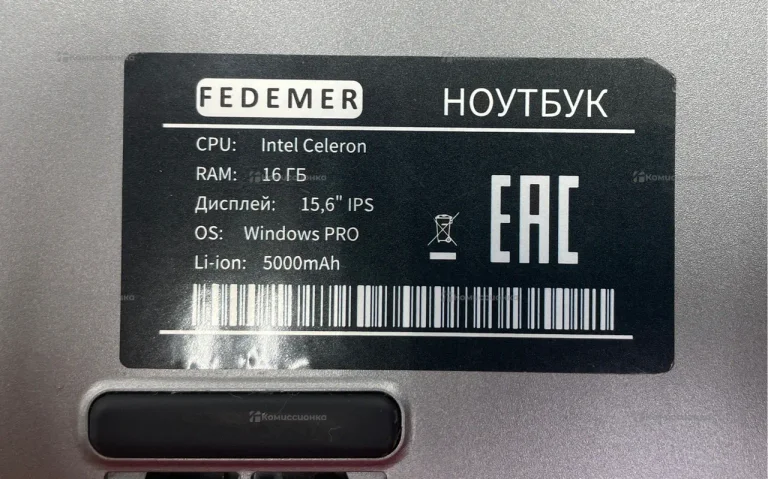 FEDEMER НОУТБУК
CPU: Intel Celeron
RAM: 16 ГБ
Дисплей: 15,6" IPS
OS: Windows PRO
Li-ion: 5000mAh
EAC
Комиссионка